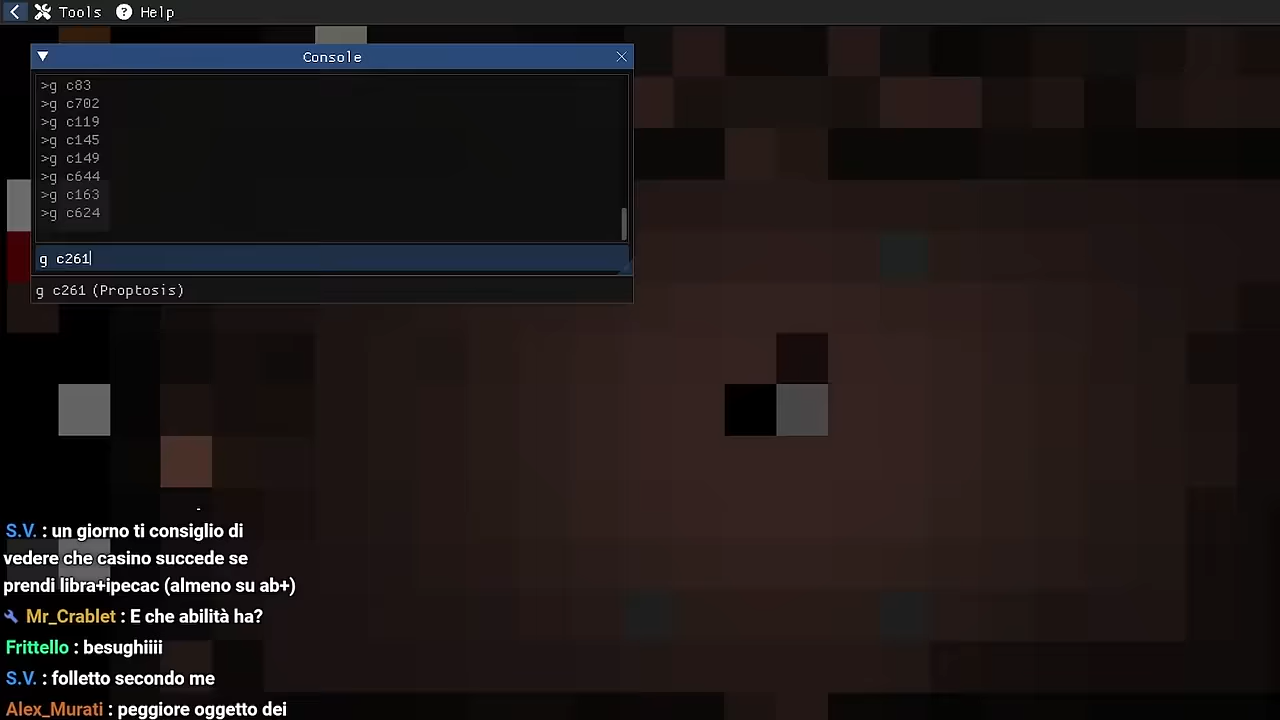 Tools Help
Console
>g c83
>g c702
>g c119
>g c145
>g c149
>g c644
>g c163
>g c624
g c261
g c261 (Proptosis)
S.V. : un giorno ti consiglio di
vedere che casino succede se
prendi libra+ipecac (almeno su ab+)
Mr_Crablet : E che abilità ha?
Frittello : besughiiii
S.V. : folletto secondo me
Alex_Murati : peggiore oggetto dei